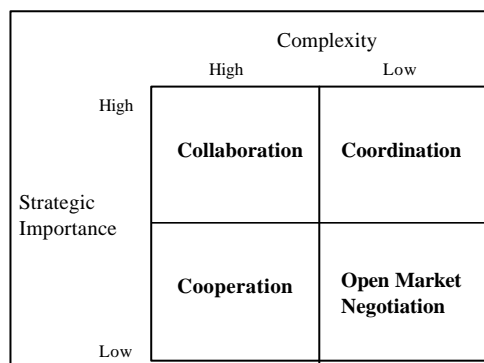 Complexity
High Low
High
Collaboration Coordination
Strategic
Importance
Cooperation Open Market
Negotiation
Low